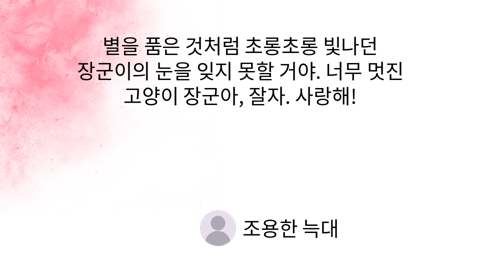 별을 품은 것처럼 초롱초롱 빛나던
장군이의 눈을 잊지 못할 거야. 너무 멋진
고양이 장군아, 잘자. 사랑해!
조용한 늑대